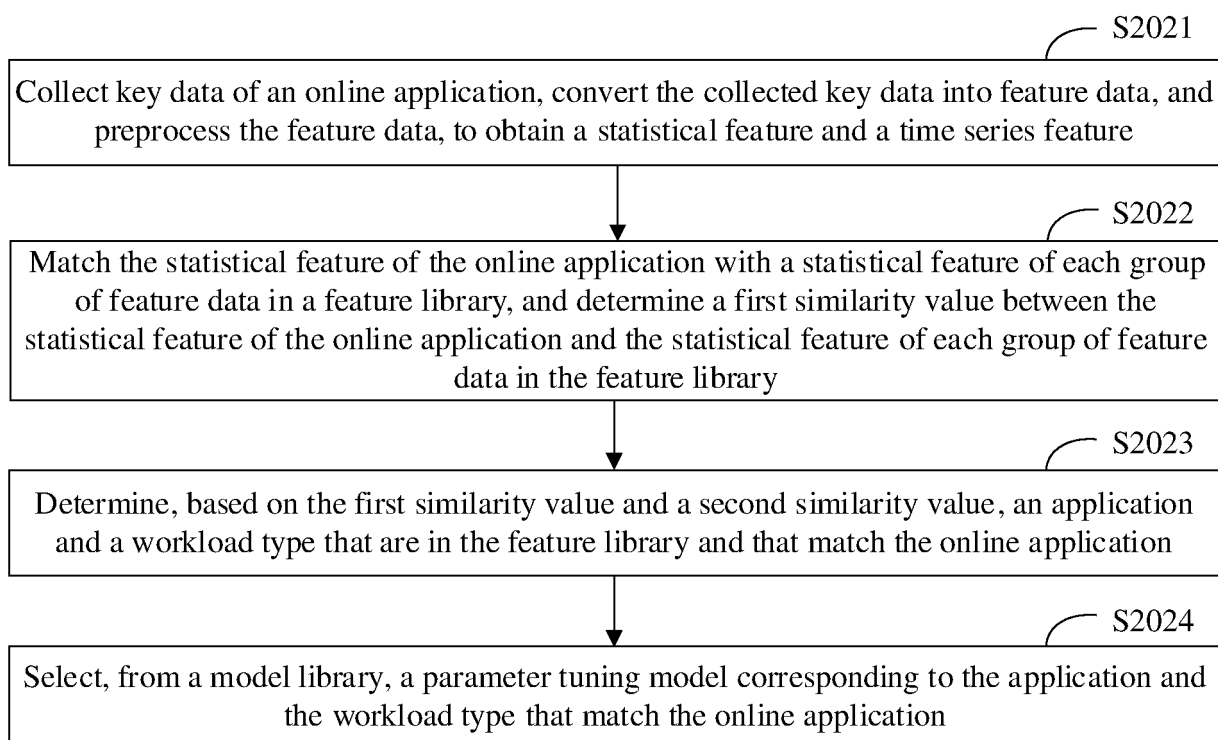 S2021
Collect key data of an online application, convert the collected key data into feature data, and
preprocess the feature data, to obtain a statistical feature and a time series feature
S2022
Match the statistical feature of the online application with a statistical feature of each group
of feature data in a feature library, and determine a first similarity value between the
statistical feature of the online application and the statistical feature of each group of feature
data in the feature library
S2023
Determine, based on the first similarity value and a second similarity value, an application
and a workload type that are in the feature library and that match the online application
S2024
Select, from a model library, a parameter tuning model corresponding to the application and
the workload type that match the online application